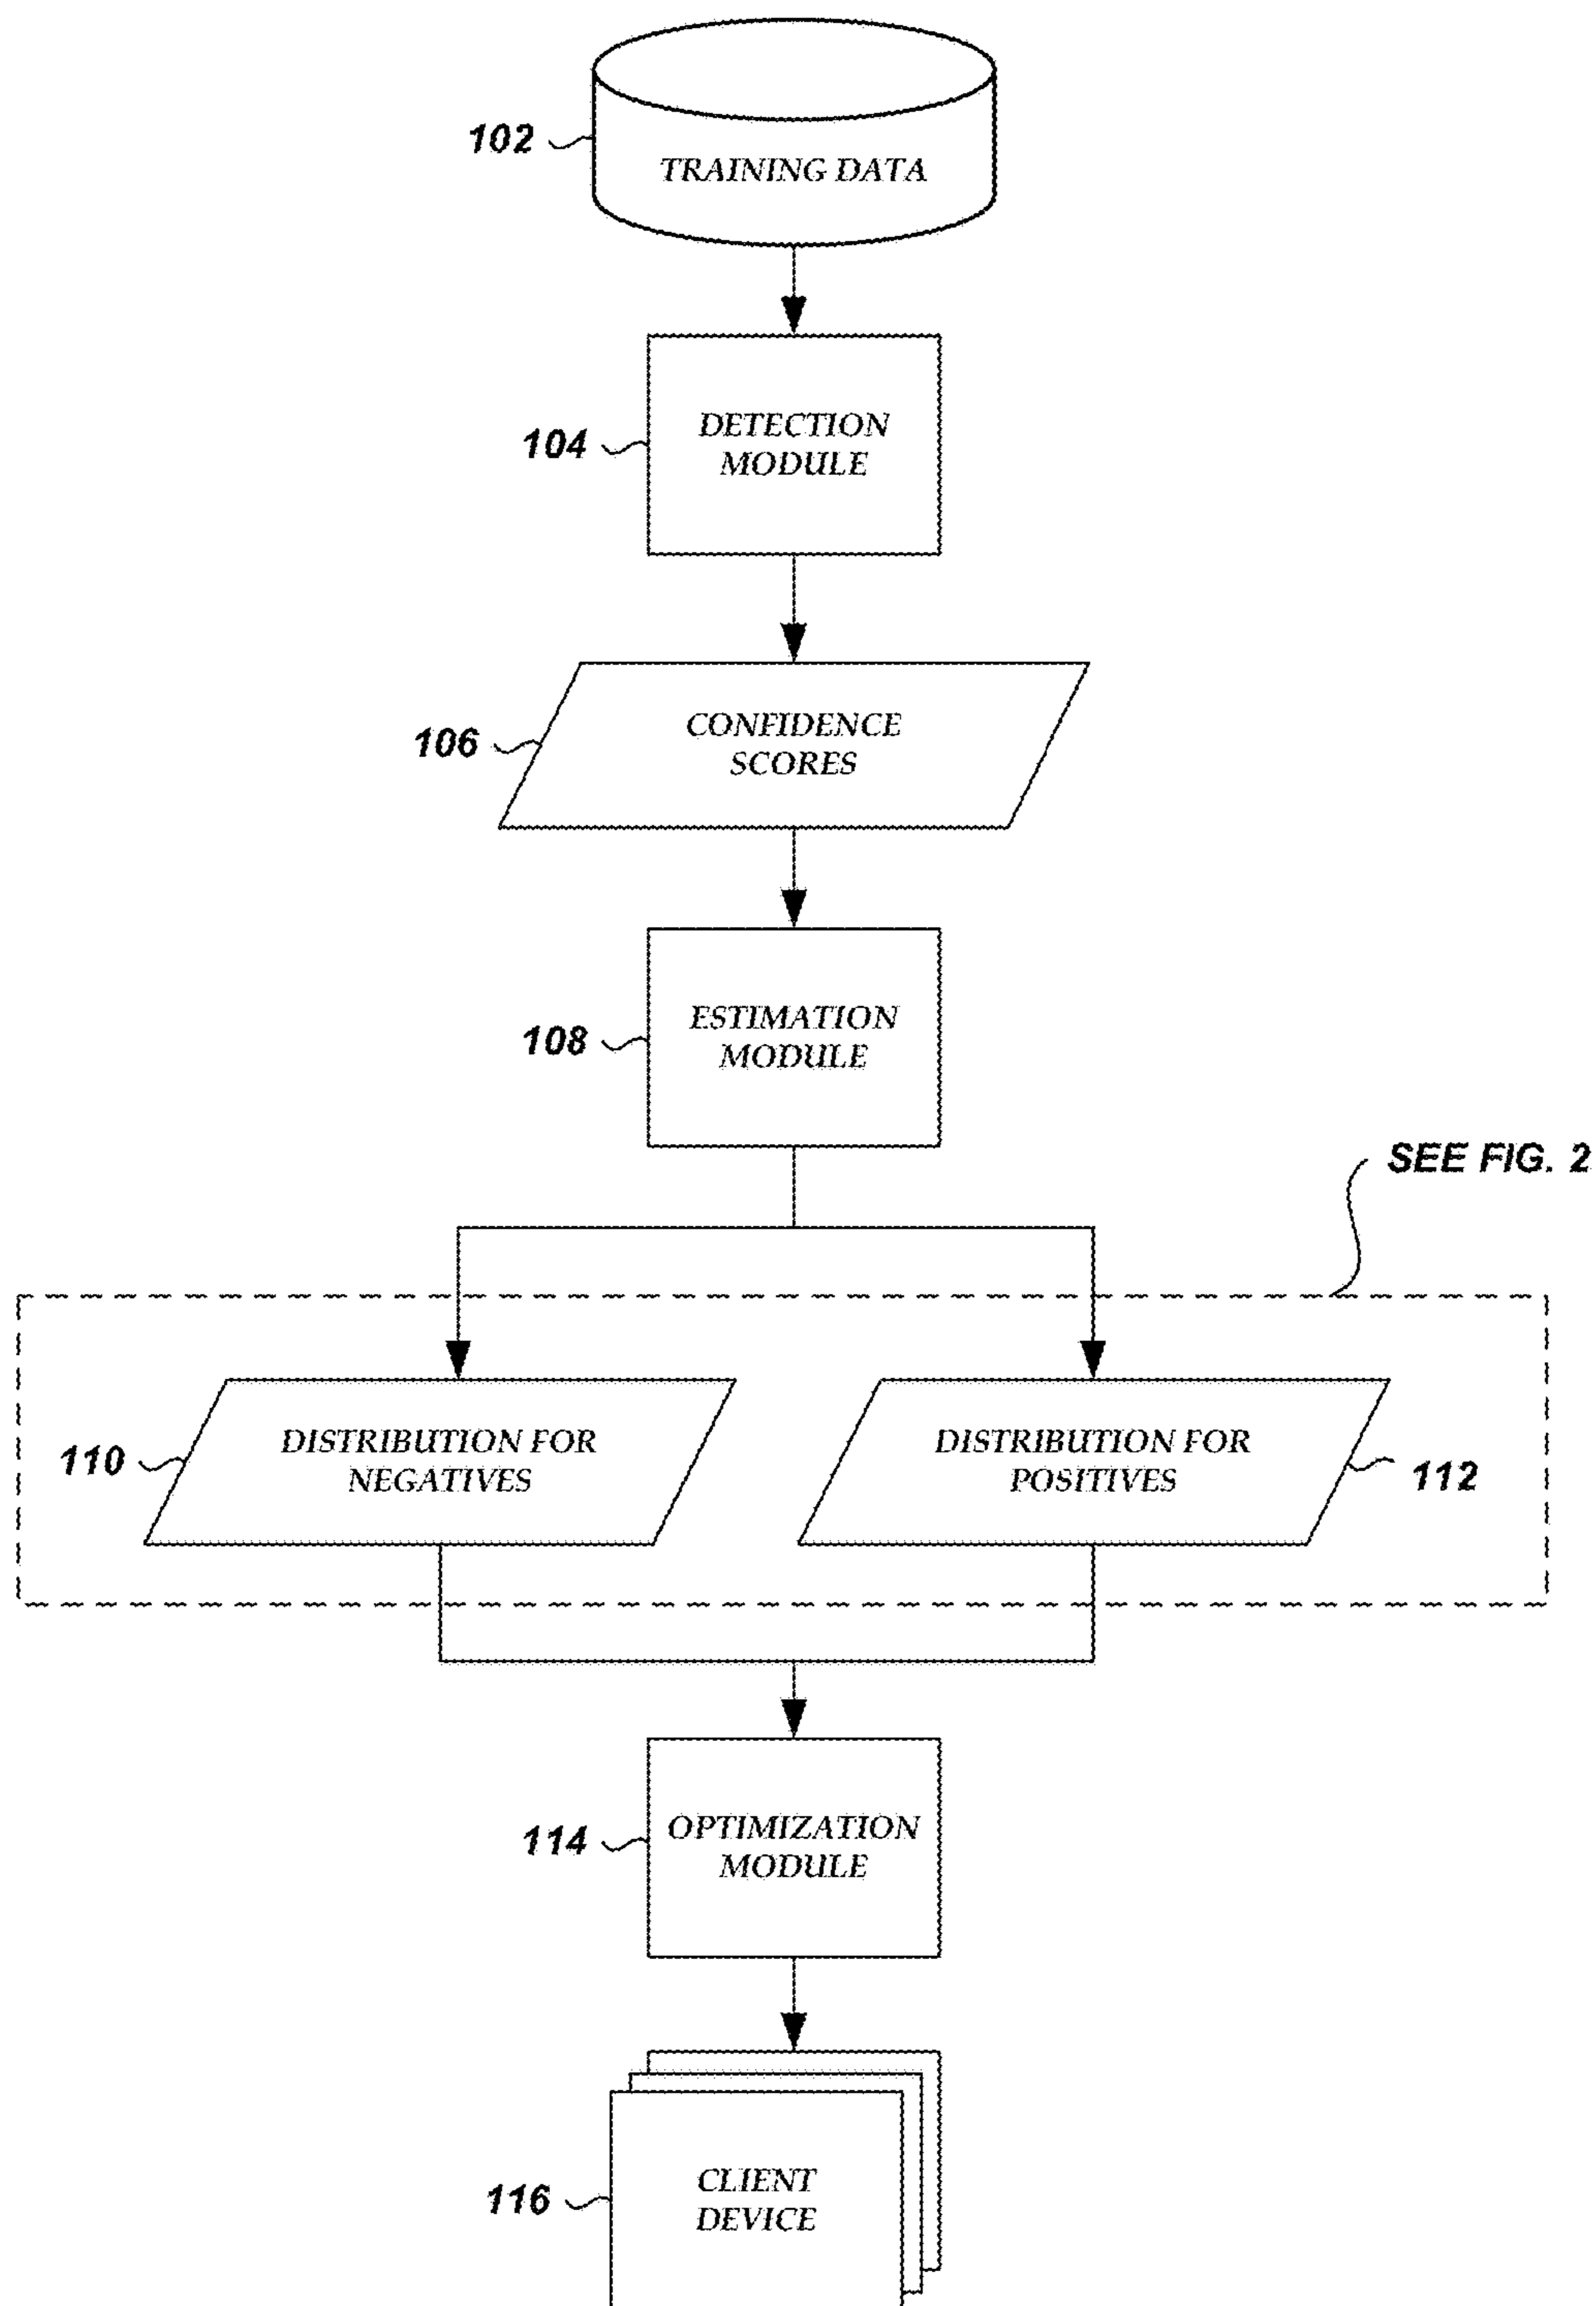 102
TRAINING DATA
104
DETECTION
MODULE
106
CONFIDENCE
SCORES
108
ESTIMATION
MODULE
SEE FIG. 2
110
DISTRIBUTION FOR
NEGATIVES
DISTRIBUTION FOR
POSITIVES
112
114
OPTIMIZATION
MODULE
116
CLIENT
DEVICE